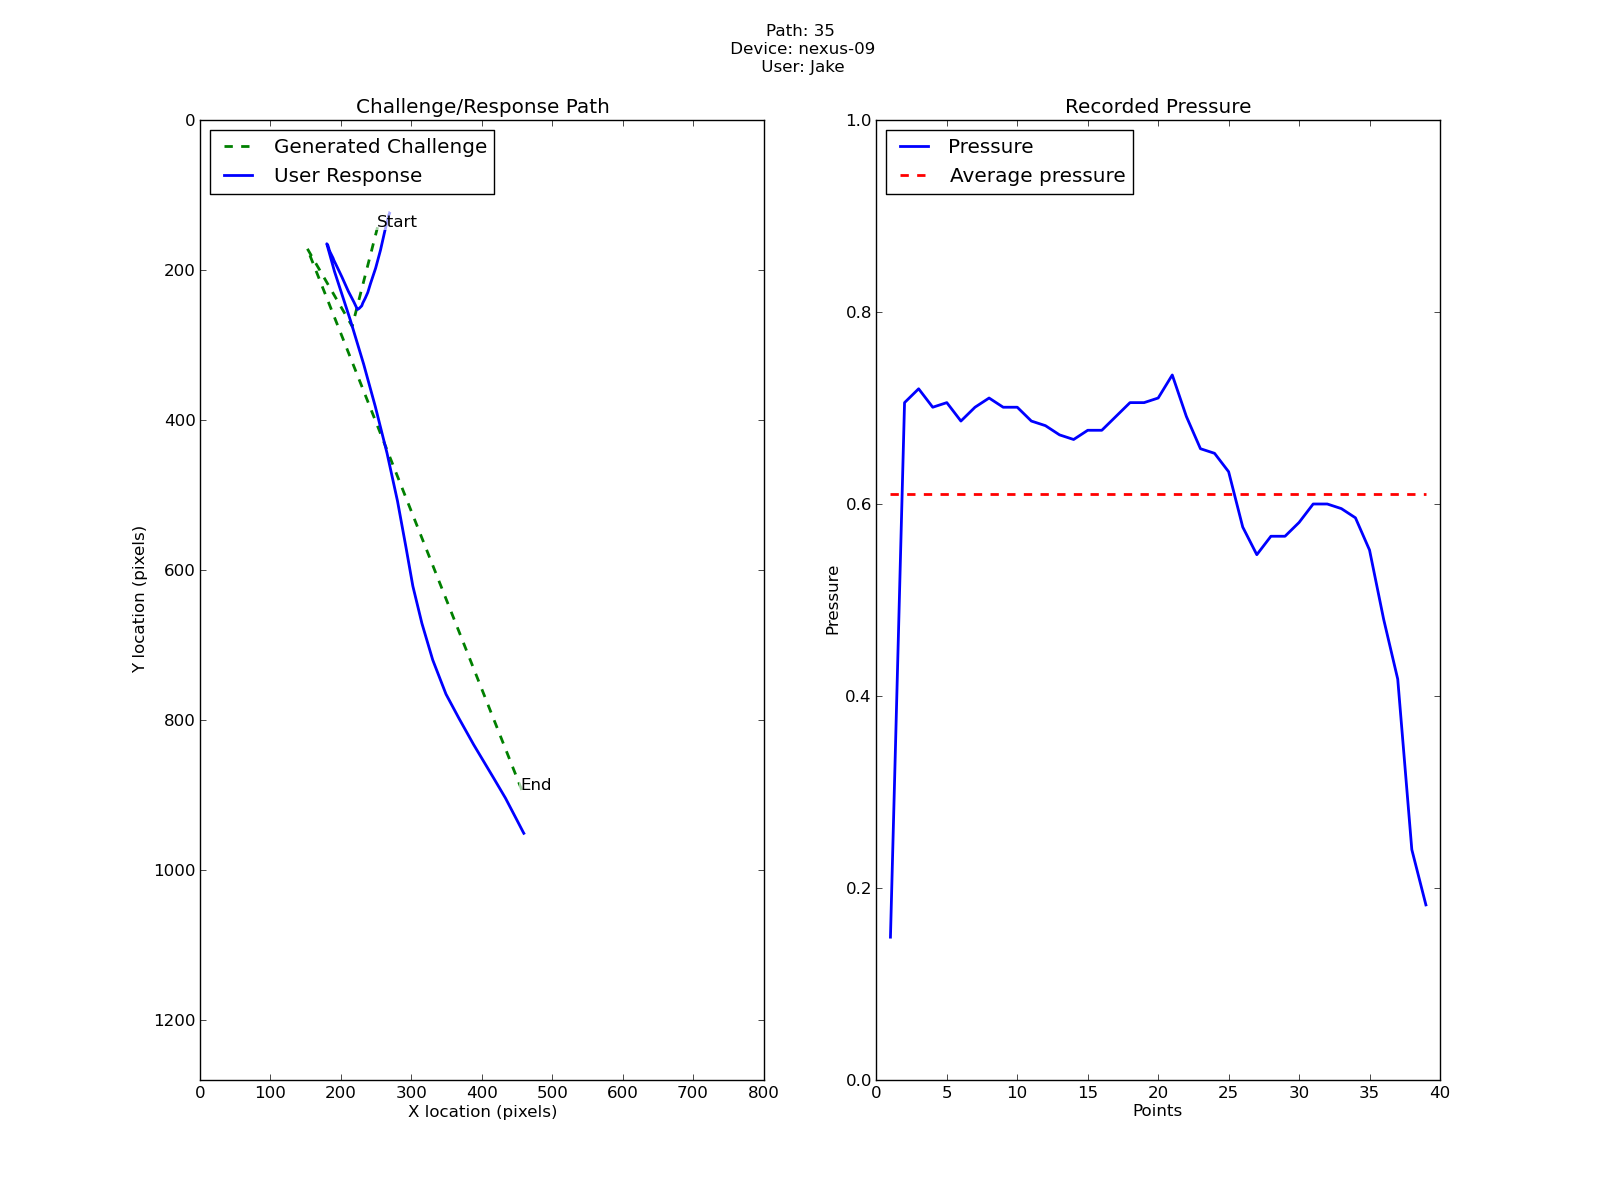 Path: 35
Device: nexus-09
User: Jake
Challenge/Response Path
Generated Challenge
User Response
Start
End
0
200
400
600
800
1000
1200
Y location (pixels)
0 100 200 300 400 500 600 700 800
X location (pixels)
Recorded Pressure
Pressure
Average pressure
1.0
0.8
0.6
0.4
0.2
0.0
Pressure
0 5 10 15 20 25 30 35 40
Points